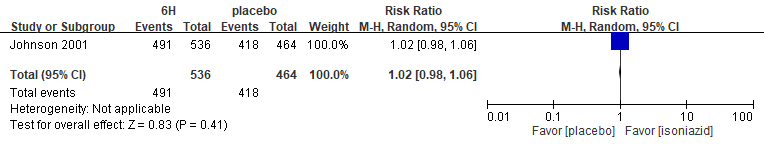 6H placebo Risk Ratio Risk Ratio
Study or Subgroup Events Total Events Total Weight M-H, Random, 95% CI M-H, Random, 95% CI
Johnson 2001 491 536 418 464 100.0% 1.02 [0.98, 1.06]
Total (95% CI) 536 464 100.0% 1.02 [0.98, 1.06]
Total events 491 418
Heterogeneity: Not applicable
Test for overall effect: Z = 0.83 (P = 0.41)
0.01 0.1 1 10 100
Favor [placebo] Favor [isoniazid]